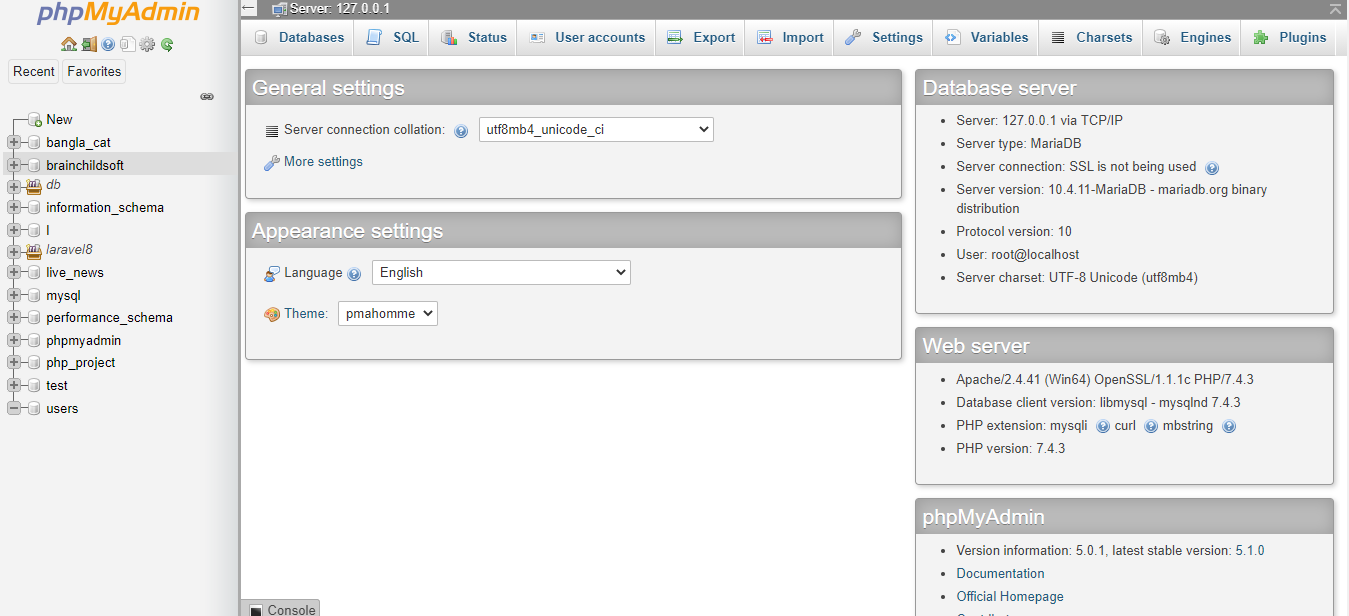 phpMyAdmin
Recent
Favorites
New
bangla_cat
brainchildsoft
db
information_schema
l
laravel8
live_news
mysql
performance_schema
phpmyadmin
php_project
test
users
Server: 127.0.0.1
Databases
SQL
Status
User accounts
Export
Import
Settings
Variables
Charsets
Engines
Plugins
General settings
Server connection collation:
utf8mb4_unicode_ci
More settings
Appearance settings
Language
English
Theme:
pmahomme
Database server
Server: 127.0.0.1 via TCP/IP
Server type: MariaDB
Server connection: SSL is not being used
Server version: 10.4.11-MariaDB - mariadb.org binary
distribution
Protocol version: 10
User: root@localhost
Server charset: UTF-8 Unicode (utf8mb4)
Web server
Apache/2.4.41 (Win64) OpenSSL/1.1.1c PHP/7.4.3
Database client version: libmysql - mysqlnd 7.4.3
PHP extension: mysqli curl mbstring
PHP version: 7.4.3
phpMyAdmin
Version information: 5.0.1, latest stable version: 5.1.0
Documentation
Official Homepage
Console